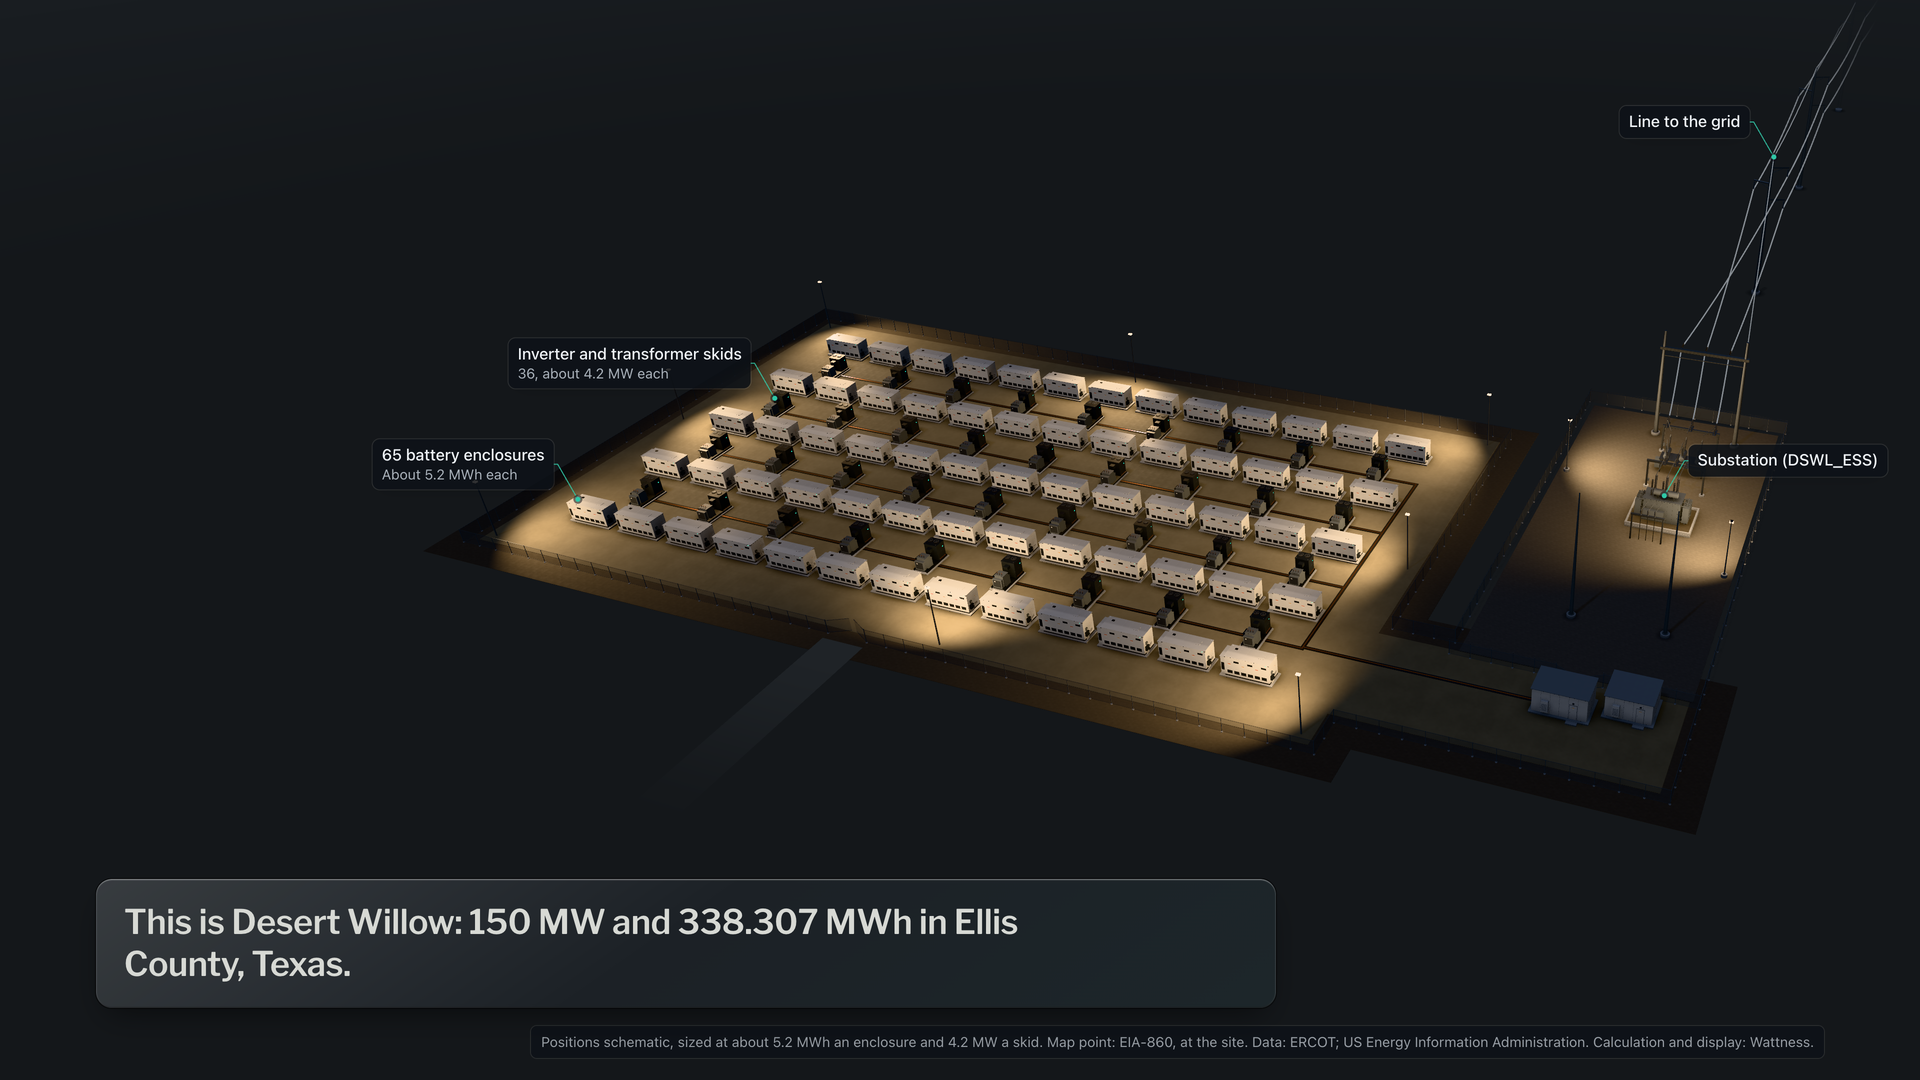 Line to the grid
Inverter and transformer skids
36, about 4.2 MW each
65 battery enclosures
About 5.2 MWh each
Substation (DSWL_ESS)
This is Desert Willow: 150 MW and 338.307 MWh in Ellis
County, Texas.
Positions schematic, sized at about 5.2 MWh an enclosure and 4.2 MW a skid. Map point: EIA-860, at the site. Data: ERCOT; US Energy Information Administration. Calculation and display: Wattness.